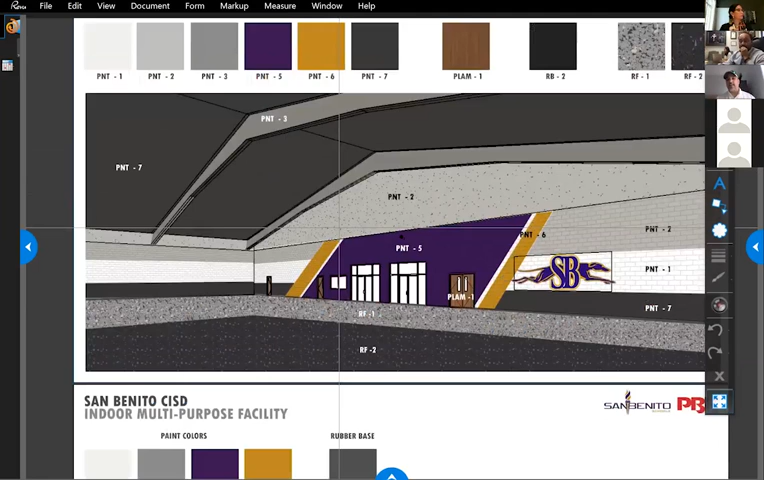 Revu File Edit View Document Form Markup Measure Window Help
PNT - 1 PNT - 2 PNT - 3 PNT - 5 PNT - 6 PNT - 7 PLAM - 1 RB - 2 RF - 1 RF - 2
PNT - 3
PNT - 7
PNT - 2
PNT - 6
PNT - 2
PNT - 5
SB
PNT - 1
PLAM - 1
PNT - 7
RF - 1
RF - 2
SAN BENITO CISD
INDOOR MULTI-PURPOSE FACILITY
SAN BENITO
PAINT COLORS RUBBER BASE